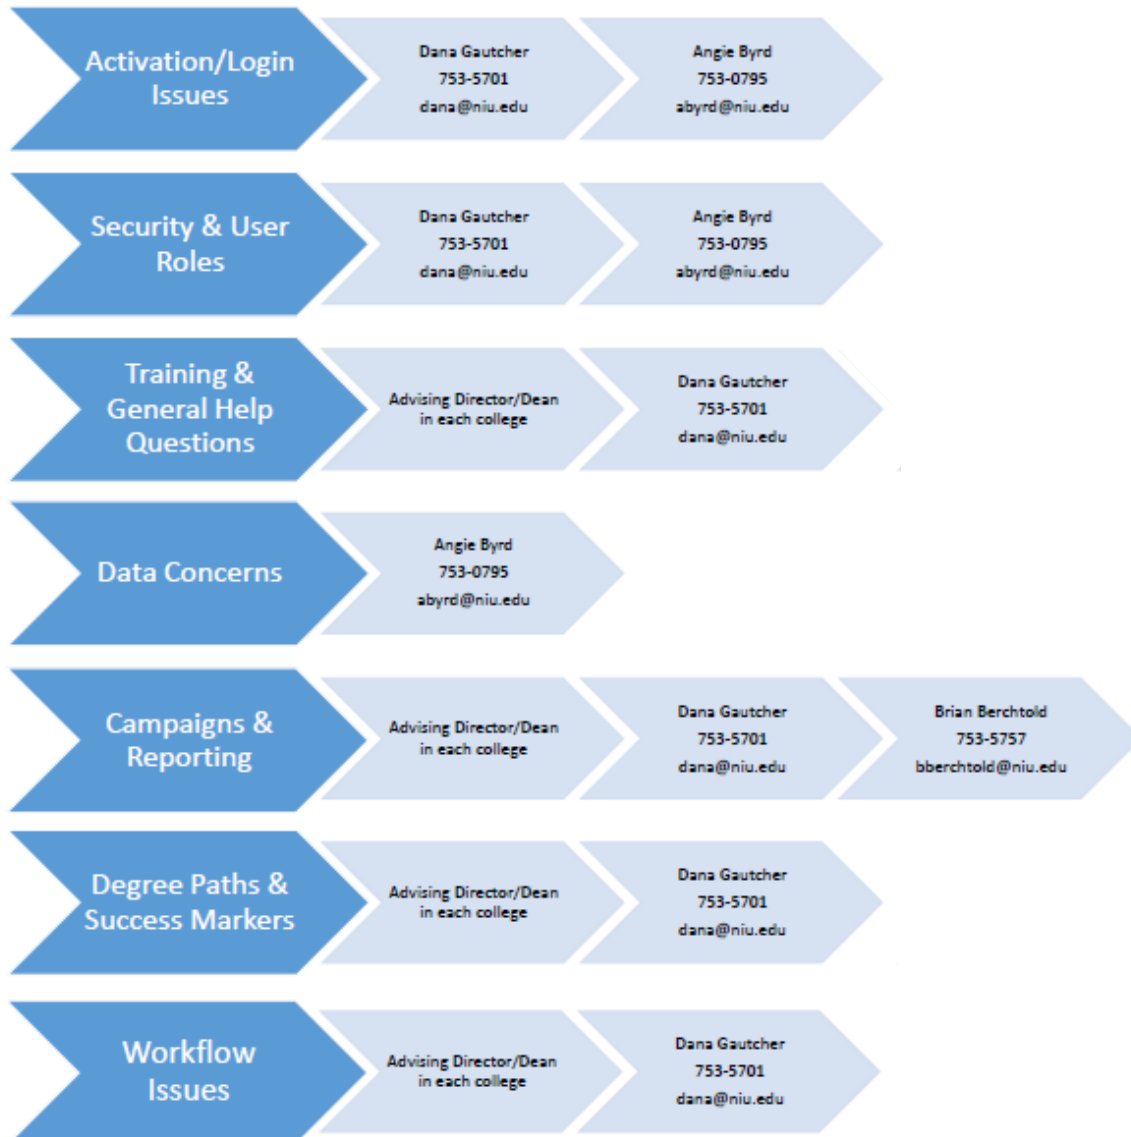 Activation/Login
Issues
Dana Gautcher
753-5701
dana@niu.edu
Angie Byrd
753-0795
abyrd@niu.edu
Security & User
Roles
Dana Gautcher
753-5701
dana@niu.edu
Angie Byrd
753-0795
abyrd@niu.edu
Training &
General Help
Questions
Advising Director/Dean
in each college
Dana Gautcher
753-5701
dana@niu.edu
Data Concerns
Angie Byrd
753-0795
abyrd@niu.edu
Campaigns &
Reporting
Advising Director/Dean
in each college
Dana Gautcher
753-5701
dana@niu.edu
Brian Berchtold
753-5757
bberchtold@niu.edu
Degree Paths &
Success Markers
Advising Director/Dean
in each college
Dana Gautcher
753-5701
dana@niu.edu
Workflow
Issues
Advising Director/Dean
in each college
Dana Gautcher
753-5701
dana@niu.edu